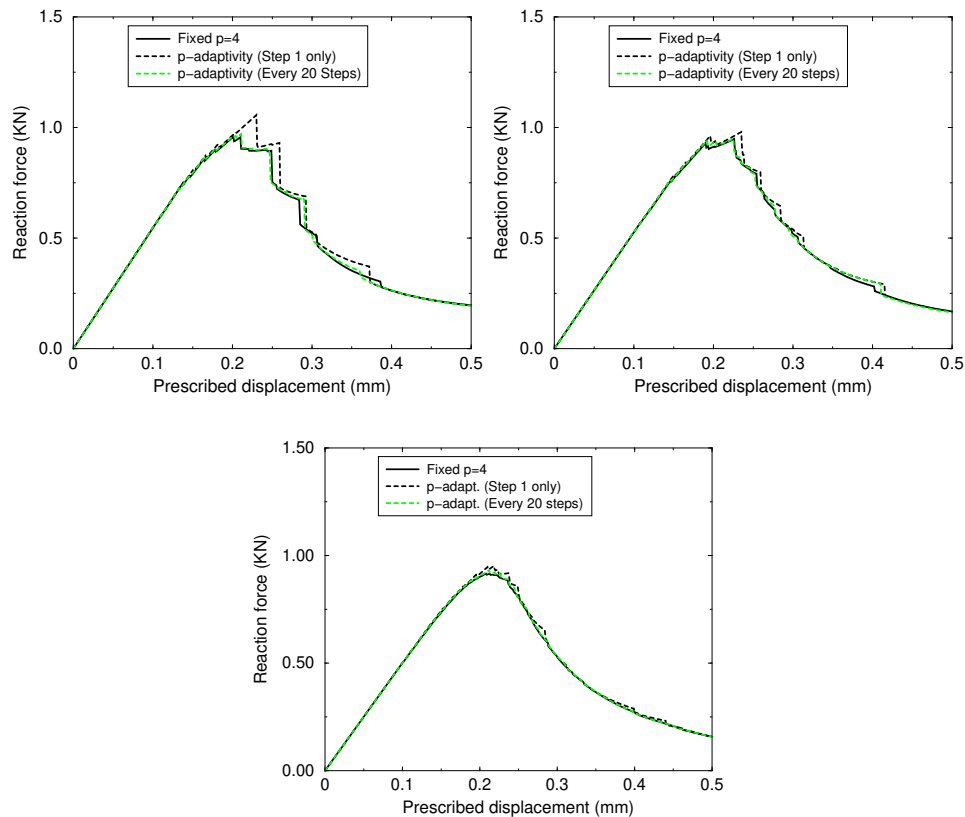 1.5
1.0
0.5
0.0
Reaction force (KN)
Fixed p=4
p−adaptivity (Step 1 only)
p−adaptivity (Every 20 Steps)
0 0.1 0.2 0.3 0.4 0.5
Prescribed displacement (mm)
1.5
1.0
0.5
0.0
Reaction force (KN)
Fixed p=4
p−adaptivity (Step 1 only)
p−adaptivity (Every 20 steps)
0 0.1 0.2 0.3 0.4 0.5
Prescribed displacement (mm)
1.50
1.00
0.50
0.00
Reaction force (KN)
Fixed p=4
p−adapt. (Step 1 only)
p−adapt. (Every 20 steps)
0 0.1 0.2 0.3 0.4 0.5
Prescribed displacement (mm)